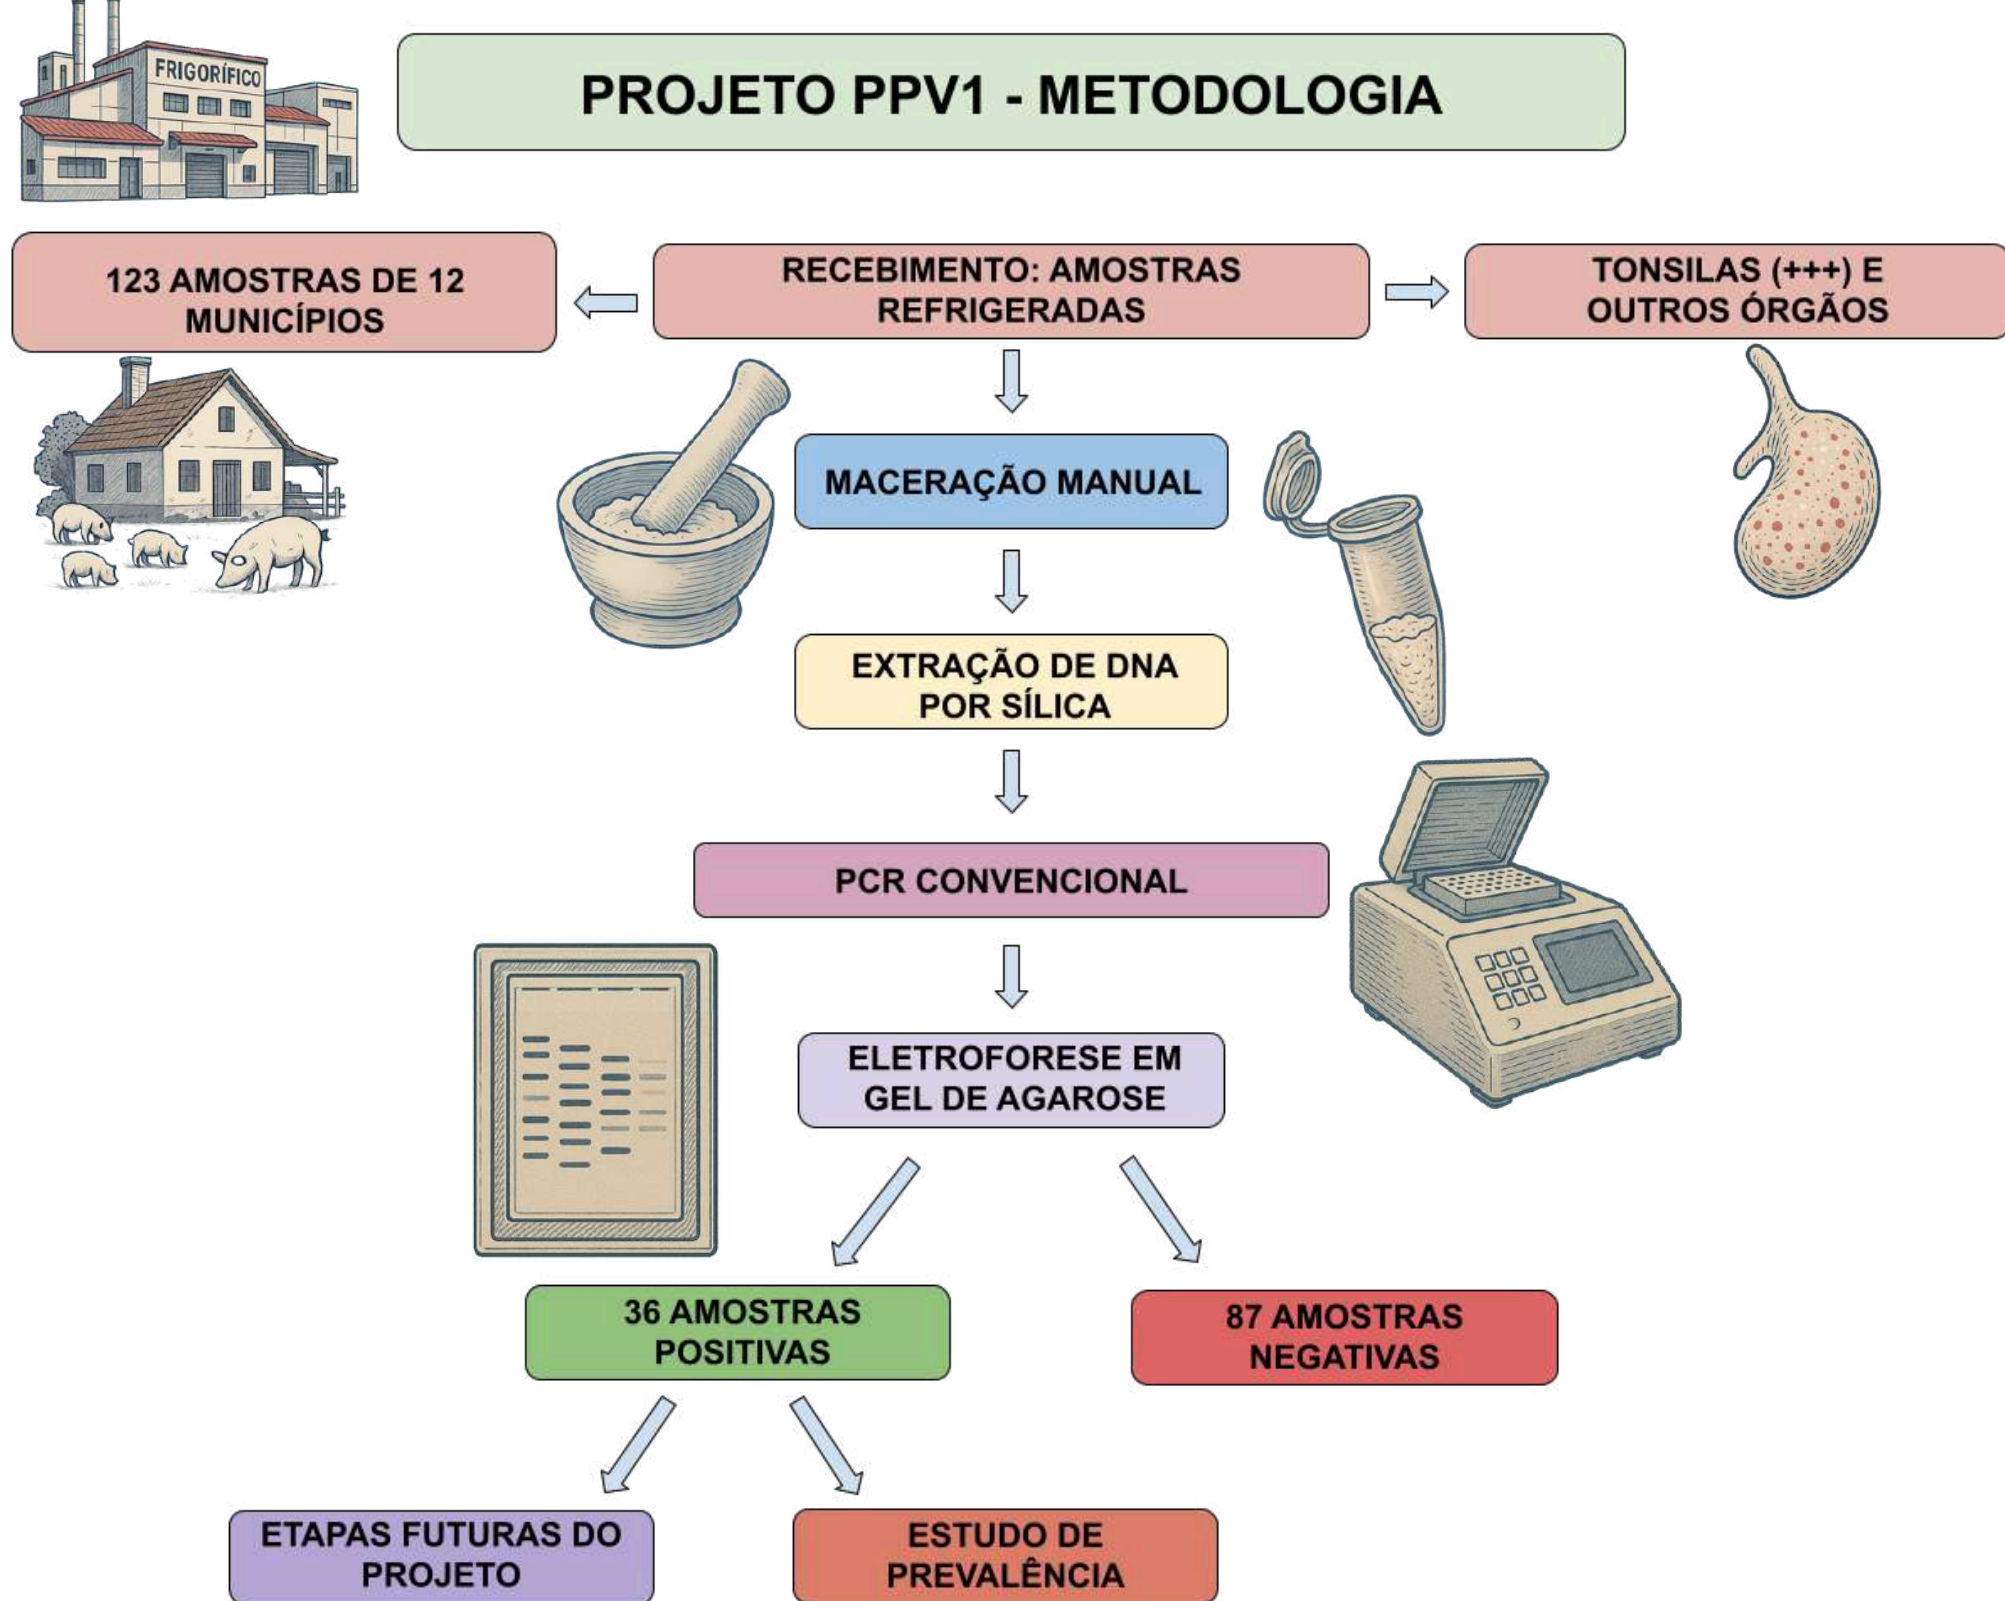 FRIGORÍFICO
PROJETO PPV1 - METODOLOGIA
123 AMOSTRAS DE 12
MUNICÍPIOS
RECEBIMENTO: AMOSTRAS
REFRIGERADAS
TONSILAS (+++) E
OUTROS ÓRGÃOS
MACERAÇÃO MANUAL
EXTRAÇÃO DE DNA
POR SÍLICA
PCR CONVENCIONAL
ELETROFORESE EM
GEL DE AGAROSE
36 AMOSTRAS
POSITIVAS
87 AMOSTRAS
NEGATIVAS
ETAPAS FUTURAS DO
PROJETO
ESTUDO DE
PREVALÊNCIA